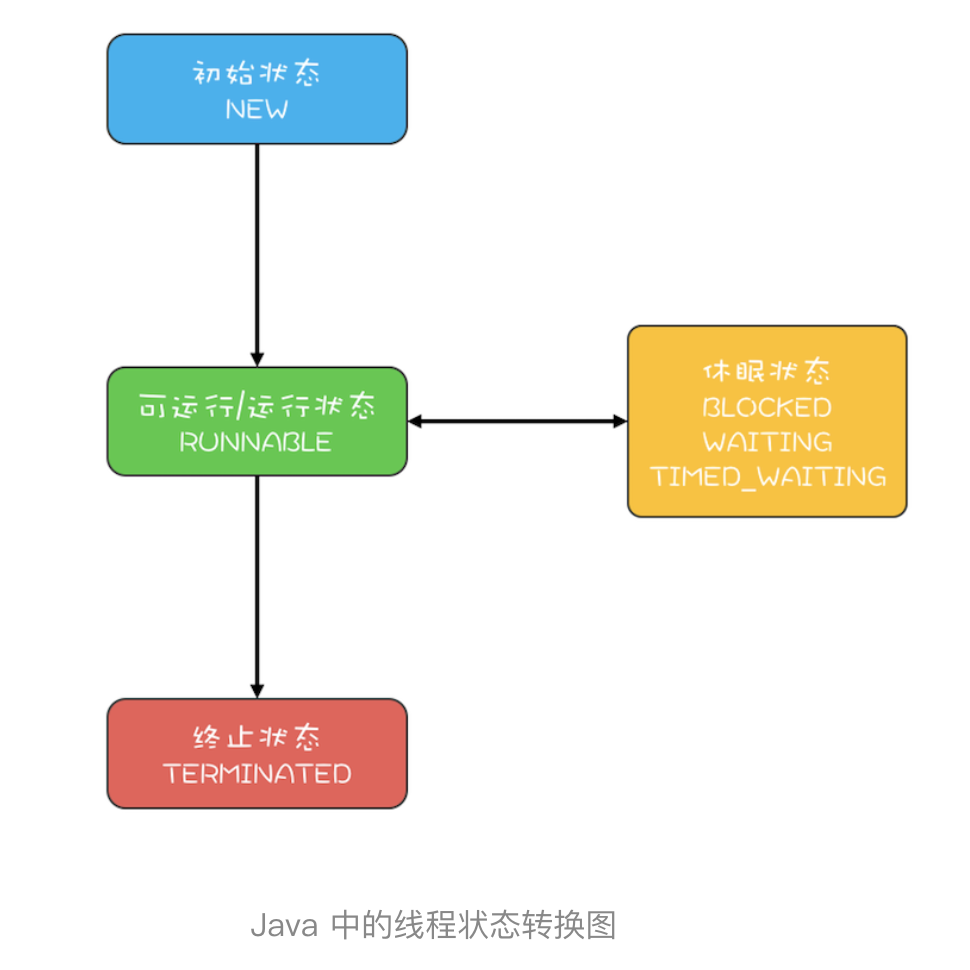 初始状态
NEW
可运行/运行状态
RUNNABLE
休眠状态
BLOCKED
WAITING
TIMED_WAITING
终止状态
TERMINATED
Java 中的线程状态转换图